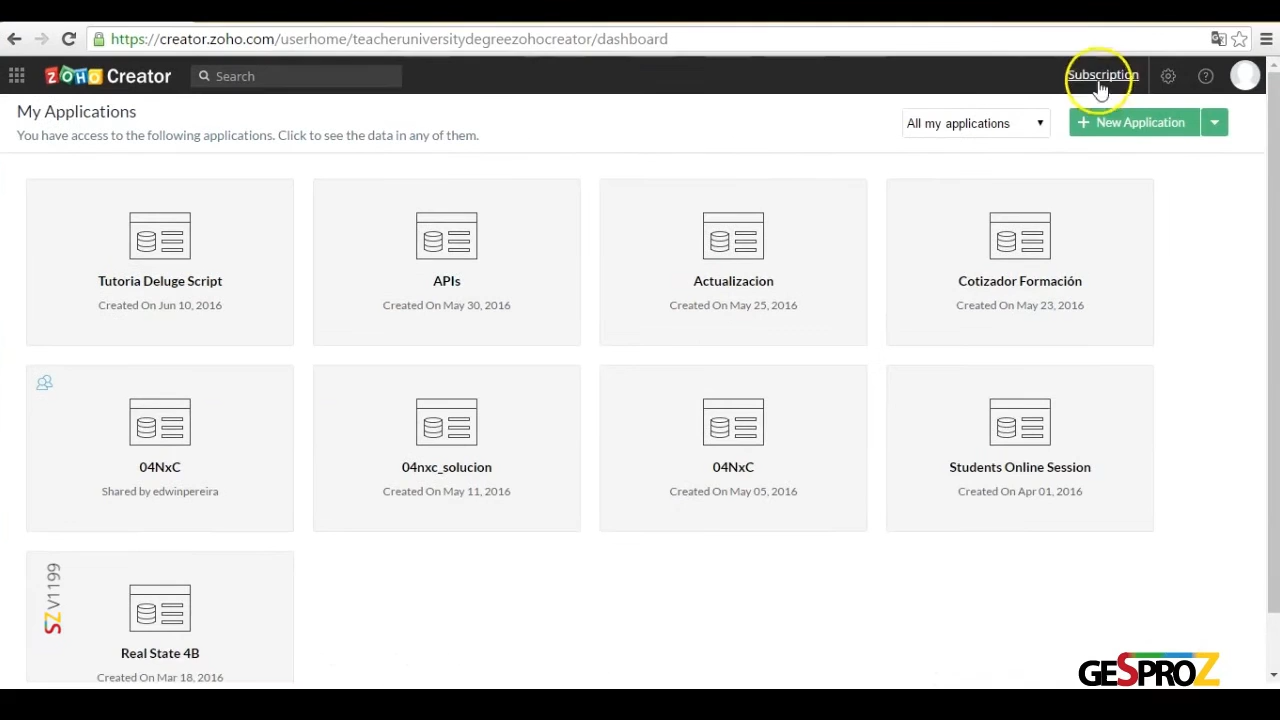 https://creator.zoho.com/userhome/teacheruniversitydegreezohocreator/dashboard
ZOHO Creator
Search
Subscription
My Applications
You have access to the following applications. Click to see the data in any of them.
All my applications
+ New Application
Tutoria Deluge Script
Created On Jun 10, 2016
APIs
Created On May 30, 2016
Actualizacion
Created On May 25, 2016
Cotizador Formación
Created On May 23, 2016
04NxC
Shared by edwinpereira
04nxc_solucion
Created On May 11, 2016
04NxC
Created On May 05, 2016
Students Online Session
Created On Apr 01, 2016
SZ V1199
Real State 4B
Created On Mar 18, 2016
GESPROZ